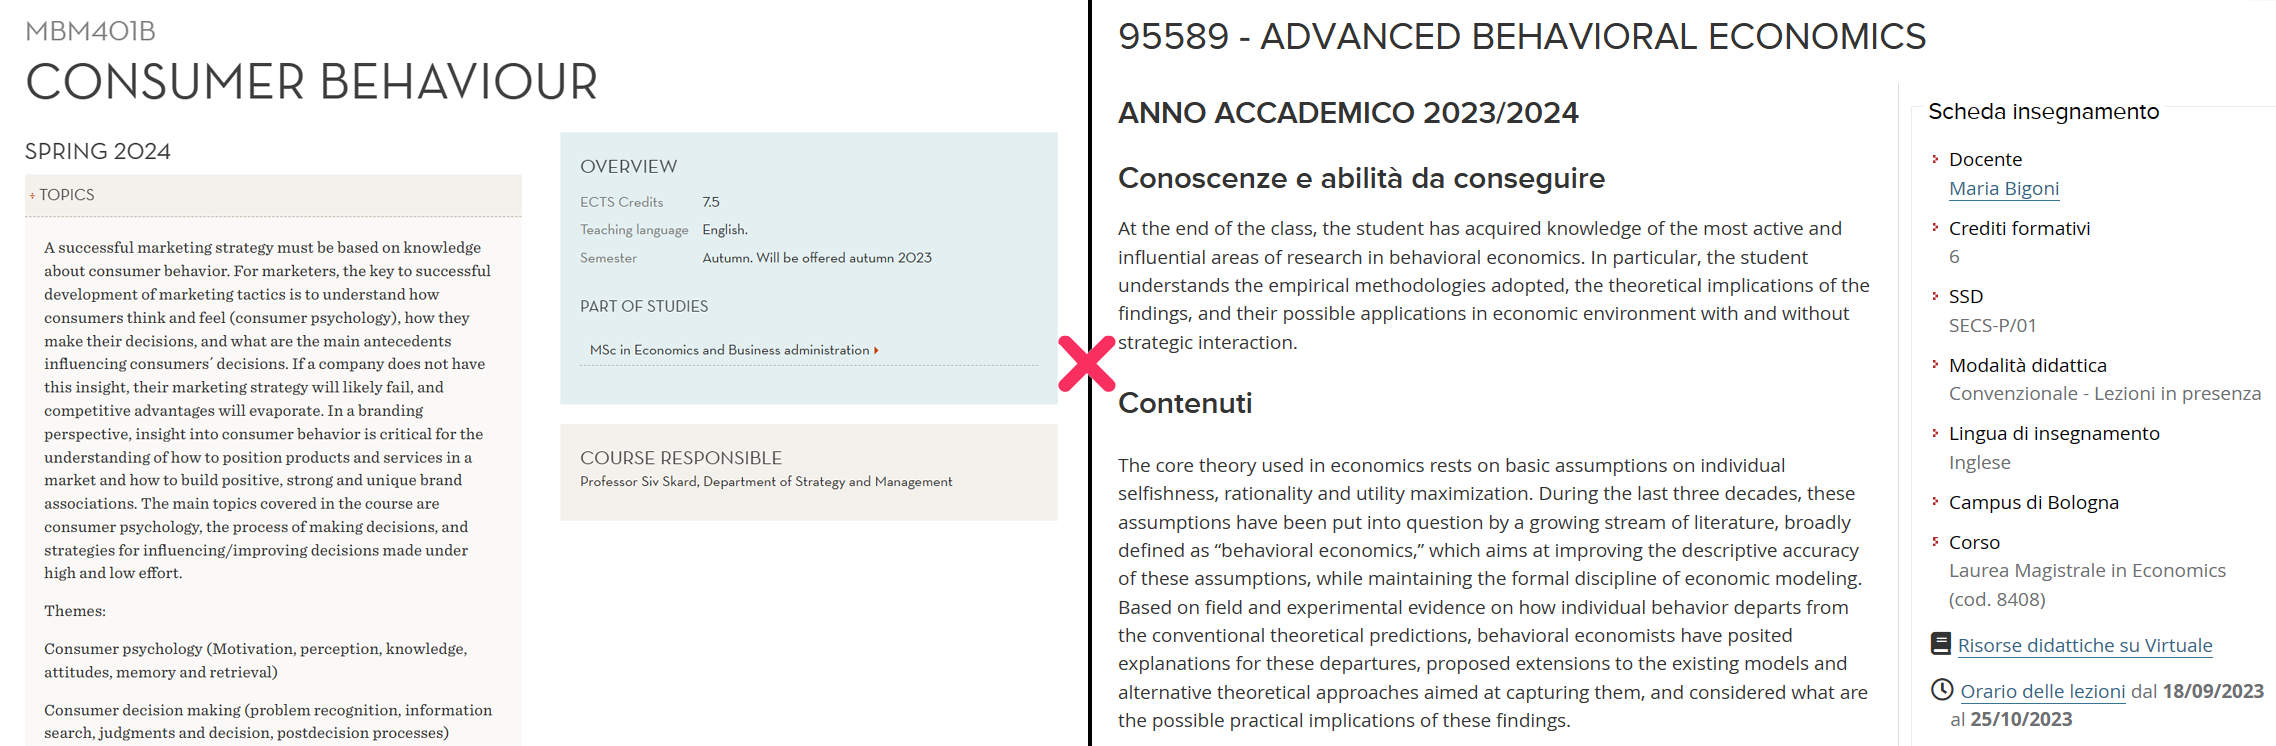 MBM401B
CONSUMER BEHAVIOUR
SPRING 2024
+ TOPICS
A successful marketing strategy must be based on knowledge
about consumer behavior. For marketers, the key to successful
development of marketing tactics is to understand how
consumers think and feel (consumer psychology), how they
make their decisions, and what are the main antecedents
influencing consumers´ decisions. If a company does not have
this insight, their marketing strategy will likely fail, and
competitive advantages will evaporate. In a branding
perspective, insight into consumer behavior is critical for the
understanding of how to position products and services in a
market and how to build positive, strong and unique brand
associations. The main topics covered in the course are
consumer psychology, the process of making decisions, and
strategies for influencing/improving decisions made under
high and low effort.
Themes:
Consumer psychology (Motivation, perception, knowledge,
attitudes, memory and retrieval)
Consumer decision making (problem recognition, information
search, judgments and decision, postdecision processes)
OVERVIEW
ECTS Credits 7.5
Teaching language English.
Semester Autumn. Will be offered autumn 2023
PART OF STUDIES
MSc in Economics and Business administration
COURSE RESPONSIBLE
Professor Siv Skard, Department of Strategy and Management
95589 - ADVANCED BEHAVIORAL ECONOMICS
ANNO ACCADEMICO 2023/2024
Conoscenze e abilità da conseguire
At the end of the class, the student has acquired knowledge of the most active and
influential areas of research in behavioral economics. In particular, the student
understands the empirical methodologies adopted, the theoretical implications of the
findings, and their possible applications in economic environment with and without
strategic interaction.
Contenuti
The core theory used in economics rests on basic assumptions on individual
selfishness, rationality and utility maximization. During the last three decades, these
assumptions have been put into question by a growing stream of literature, broadly
defined as “behavioral economics,” which aims at improving the descriptive accuracy
of these assumptions, while maintaining the formal discipline of economic modeling.
Based on field and experimental evidence on how individual behavior departs from
the conventional theoretical predictions, behavioral economists have posited
explanations for these departures, proposed extensions to the existing models and
alternative theoretical approaches aimed at capturing them, and considered what are
the possible practical implications of these findings.
Scheda insegnamento
Docente
Maria Bigoni
Crediti formativi
6
SSD
SECS-P/01
Modalità didattica
Convenzionale - Lezioni in presenza
Lingua di insegnamento
Inglese
Campus di Bologna
Corso
Laurea Magistrale in Economics
(cod. 8408)
Risorse didattiche su Virtuale
Orario delle lezioni dal 18/09/2023
al 25/10/2023